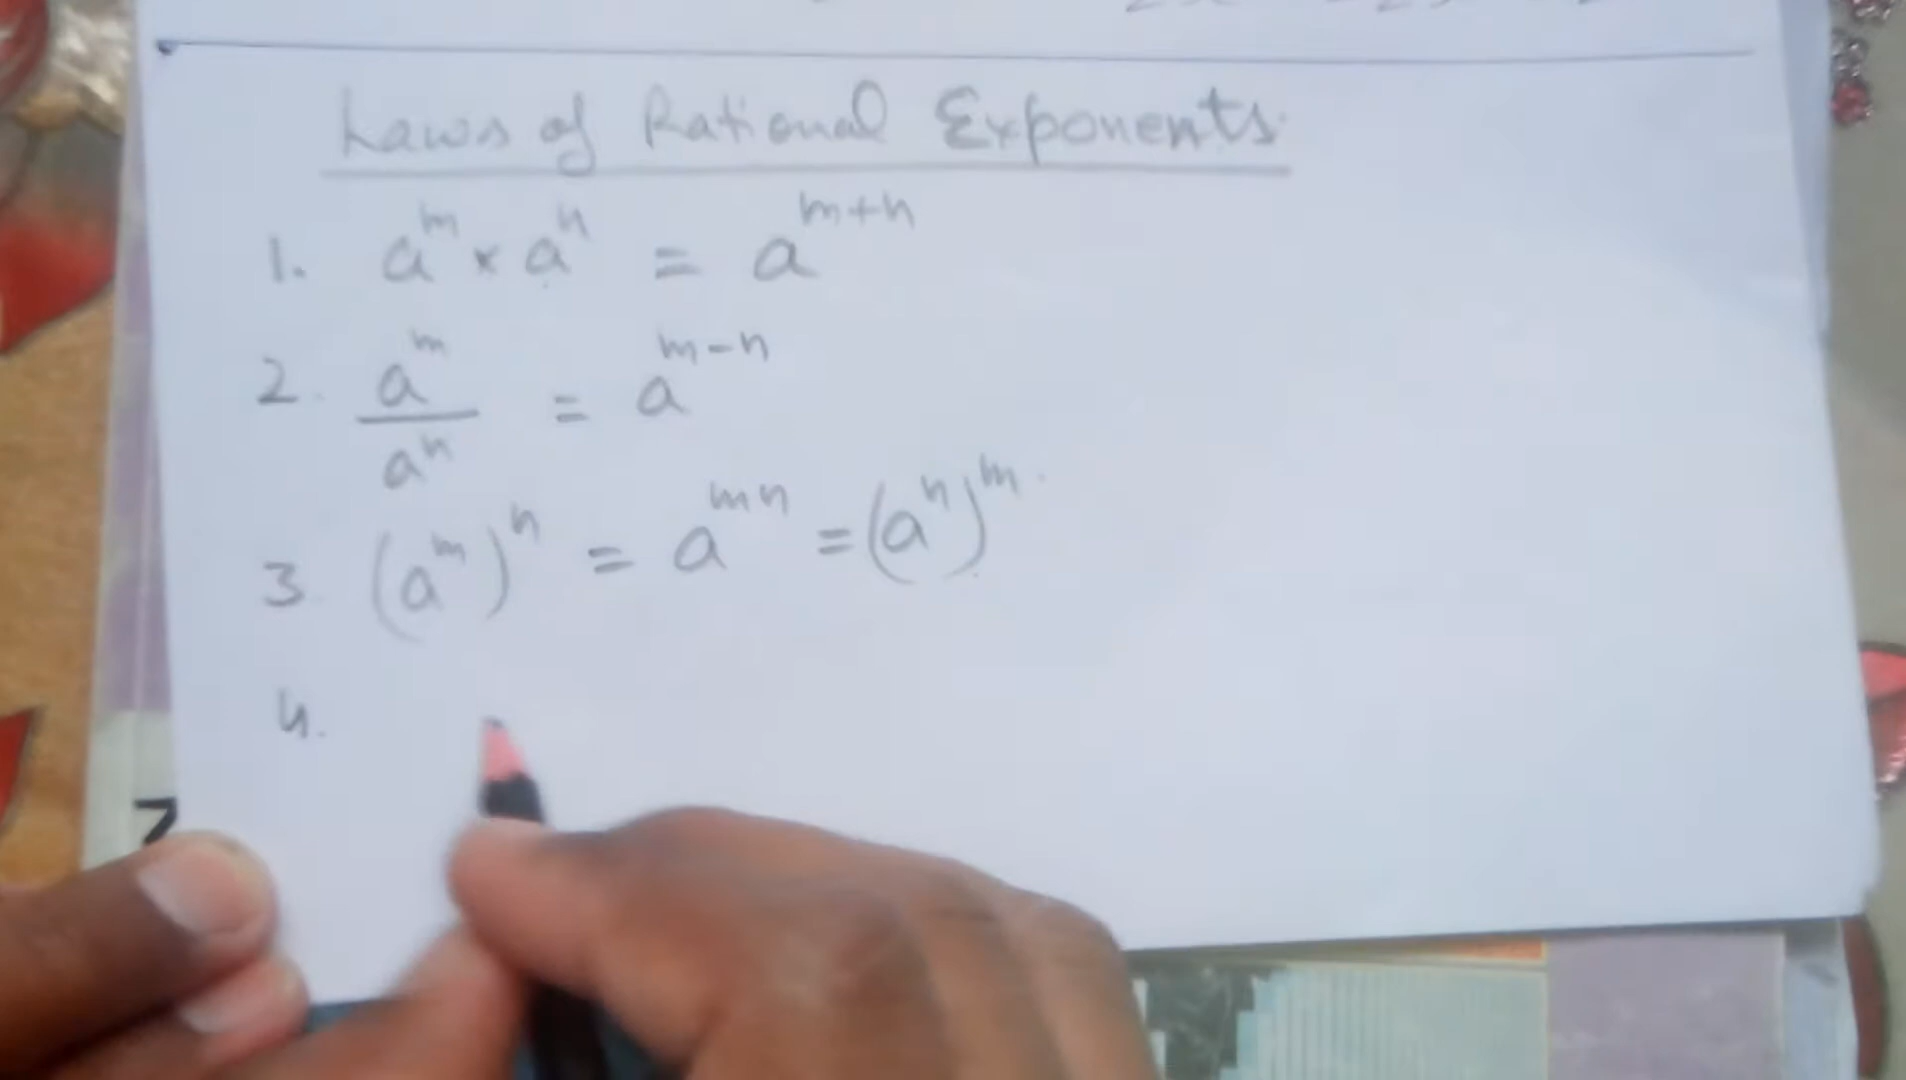 Laws of Rational Exponents.
1. a^m × a^n = a^(m+n)
2. a^m / a^n = a^(m-n)
3 (a^m)^n = a^(mn) = (a^n)^m.
4.